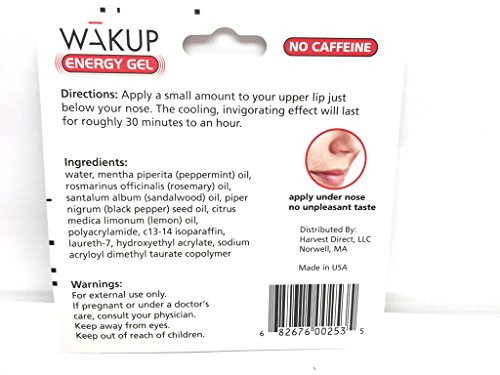 WĀKUP
ENERGY GEL
NO CAFFEINE
Directions: Apply a small amount to your upper lip just
below your nose. The cooling, invigorating effect will last
for roughly 30 minutes to an hour.
Ingredients:
water, mentha piperita (peppermint) oil,
rosmarinus officinalis (rosemary) oil,
santalum album (sandalwood) oil, piper
nigrum (black pepper) seed oil, citrus
medica limonum (lemon) oil,
polyacrylamide, c13-14 isoparaffin,
laureth-7, hydroxyethyl acrylate, sodium
acryloyl dimethyl taurate copolymer
apply under nose
no unpleasant taste
Distributed By:
Harvest Direct, LLC
Norwell, MA
Made in USA
Warnings:
For external use only.
If pregnant or under a doctor's
care, consult your physician.
Keep away from eyes.
Keep out of reach of children.
6 82676 00253 5